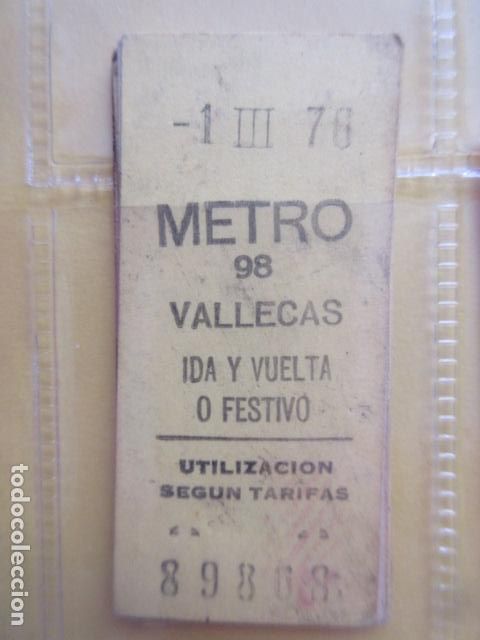 -1 III 76
METRO
98
VALLECAS
IDA Y VUELTA
O FESTIVO
UTILIZACION
SEGUN TARIFAS
89868
todocoleccion